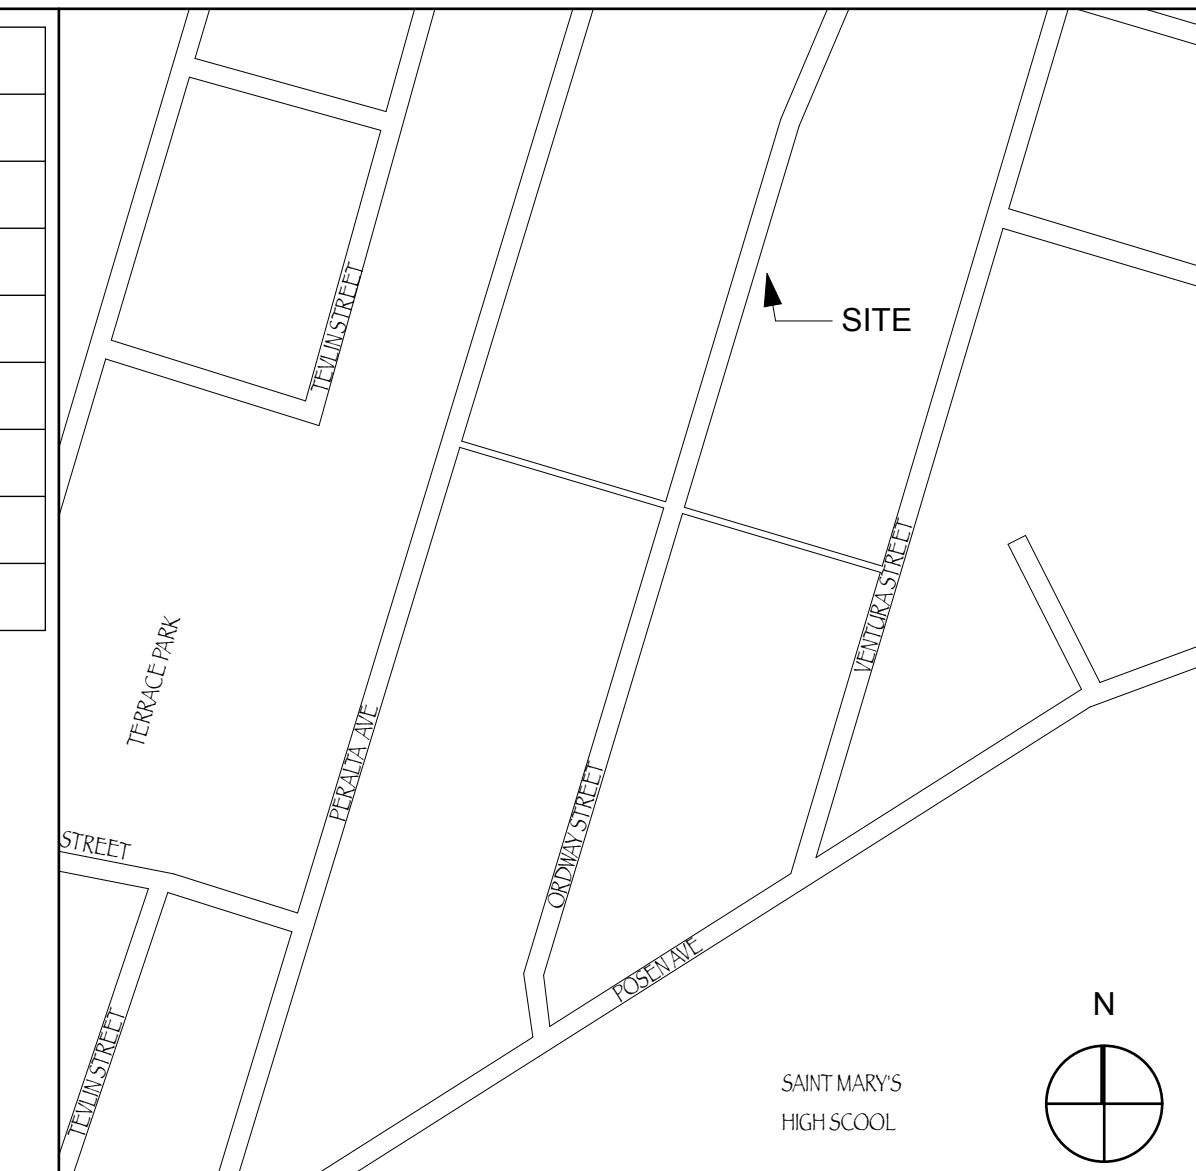 TEVLIN STREET
SITE
VENTURA STREET
TERRACE PARK
PERALTA AVE
ORDWAY STREET
STREET
POSEN AVE
N
TEVLIN STREET
SAINT MARY'S
HIGH SCOOL